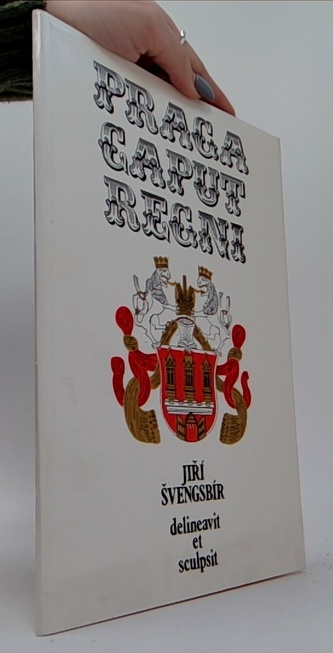 PRAGA
CAPUT
REGNI
JIŘÍ
ŠVENGSBÍR
delineavit
et
sculpsit